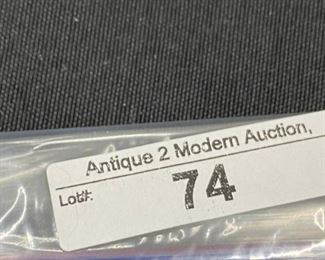 Antique 2 Modern Auction,
Lot#: 74